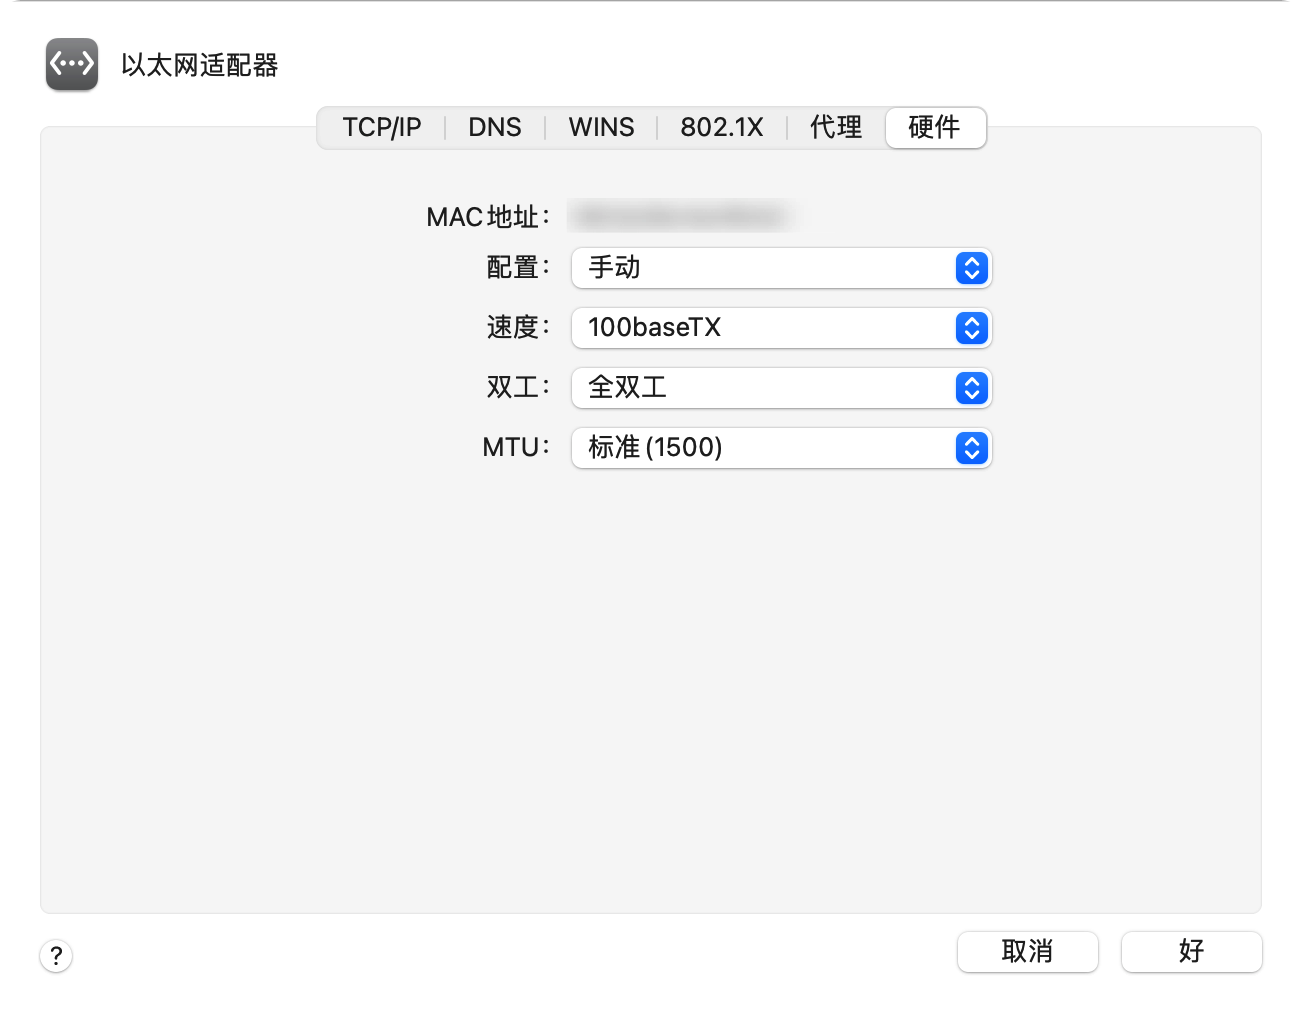 以太网适配器
TCP/IP DNS WINS 802.1X 代理 硬件
MAC地址：
配置： 手动
速度： 100baseTX
双工： 全双工
MTU： 标准 (1500)
? 取消 好